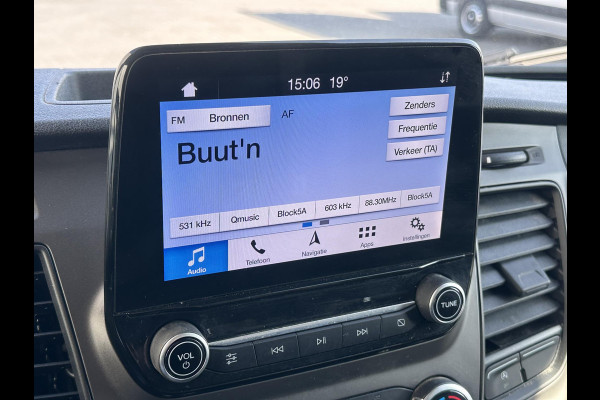 15:06 19°
FM Bronnen AF
Zenders
Frequentie
Verkeer (TA)
Buut'n
531 kHz Qmusic Block5A 603 kHz 88.30MHz Block5A
Audio Telefoon Navigatie Apps Instellingen
VOL TUNE